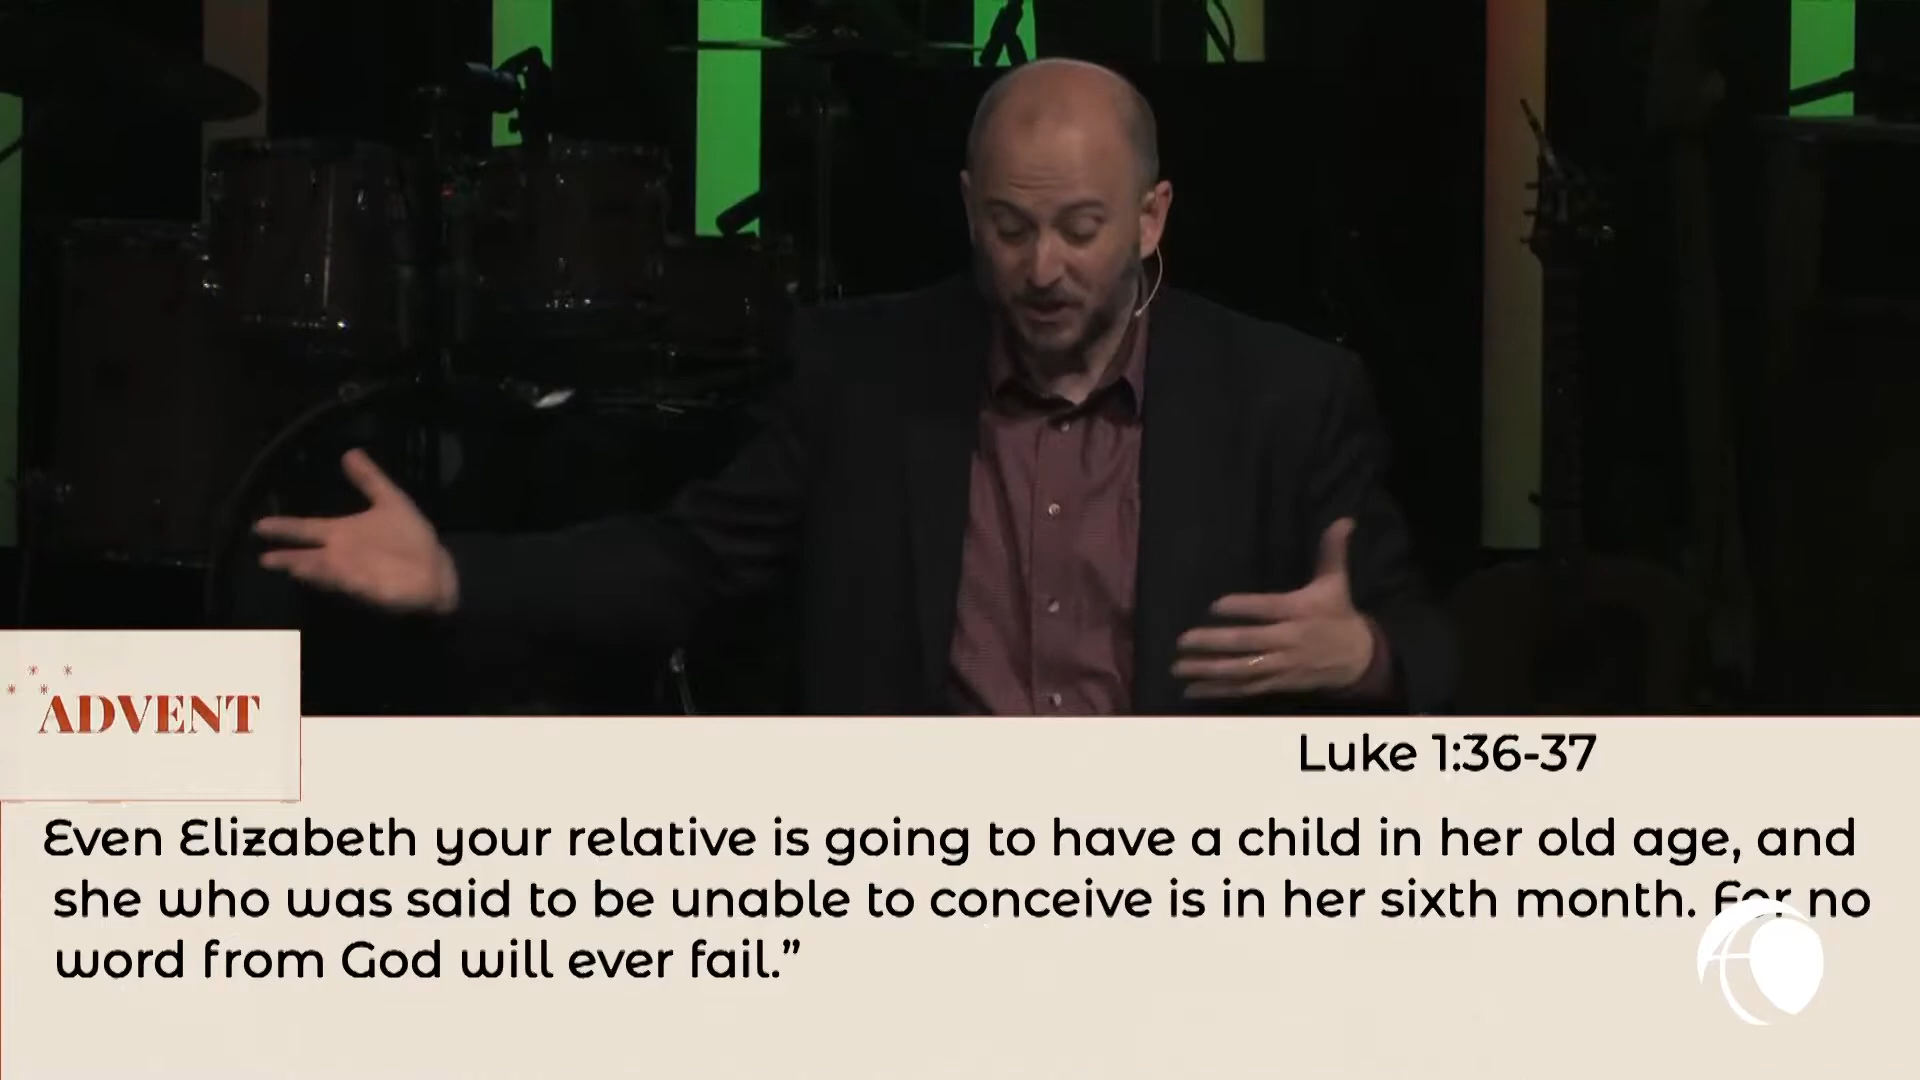 ADVENT
Luke 1:36-37
Even Elizabeth your relative is going to have a child in her old age, and
she who was said to be unable to conceive is in her sixth month. For no
word from God will ever fail.”